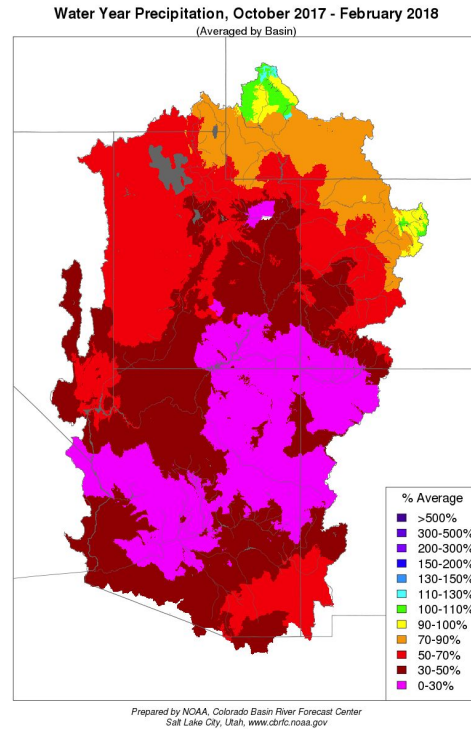 Water Year Precipitation, October 2017 - February 2018
(Averaged by Basin)
% Average
>500%
300-500%
200-300%
150-200%
130-150%
110-130%
100-110%
90-100%
70-90%
50-70%
30-50%
0-30%
Prepared by NOAA, Colorado Basin River Forecast Center
Salt Lake City, Utah, www.cbrfc.noaa.gov